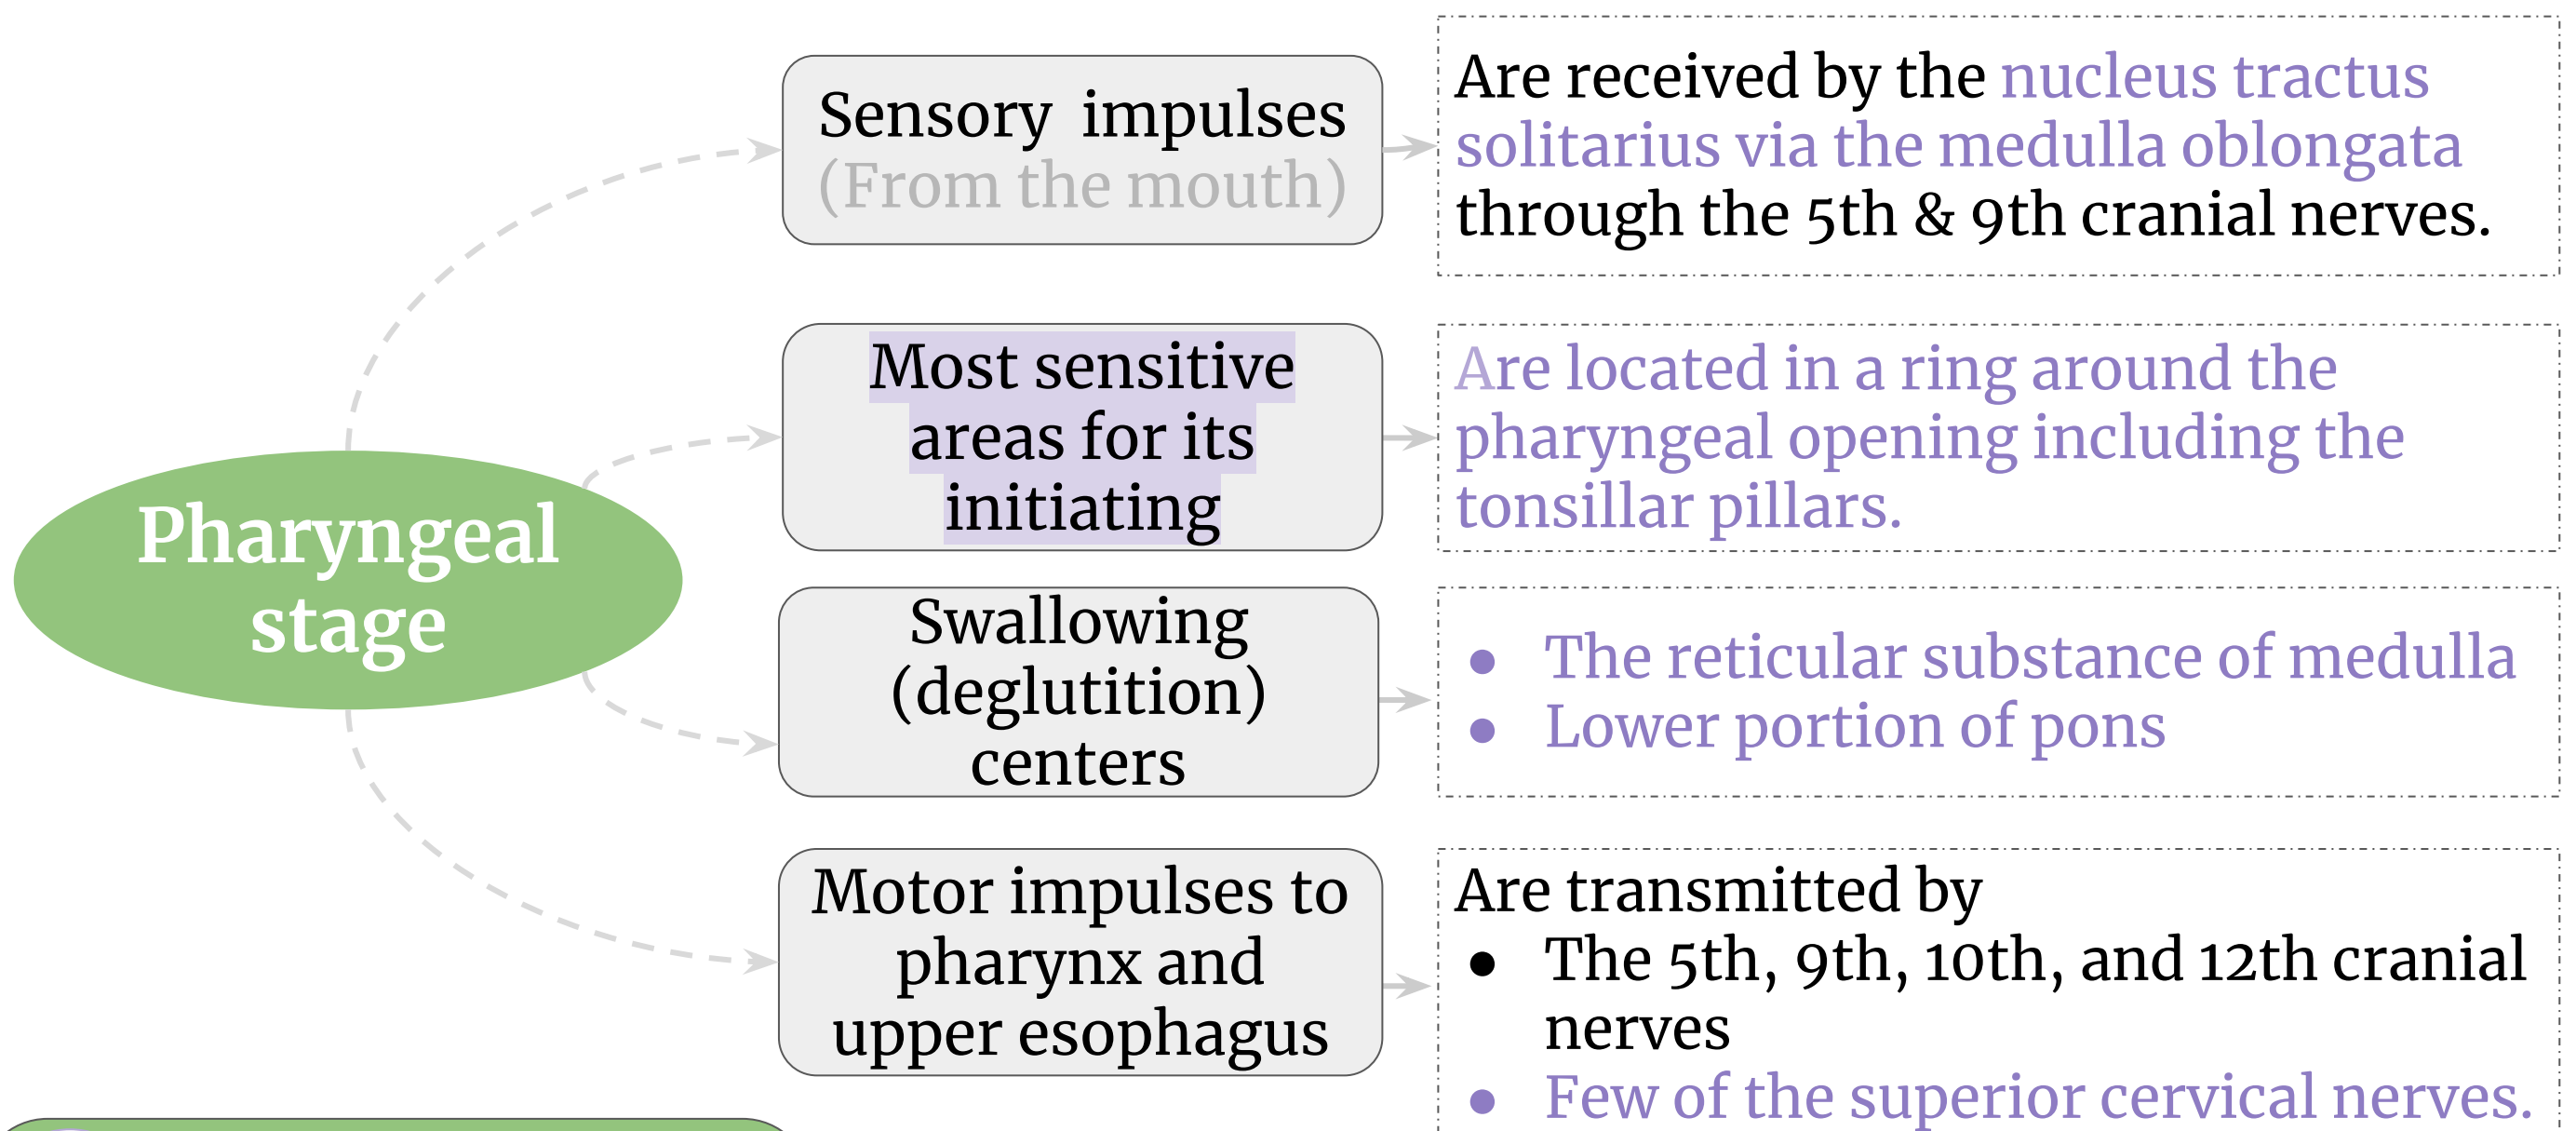 Pharyngeal
stage
Sensory impulses
(From the mouth)
Are received by the nucleus tractus
solitarius via the medulla oblongata
through the 5th & 9th cranial nerves.
Most sensitive
areas for its
initiating
Are located in a ring around the
pharyngeal opening including the
tonsillar pillars.
Swallowing
(deglutition)
centers
● The reticular substance of medulla
● Lower portion of pons
Motor impulses to
pharynx and
upper esophagus
Are transmitted by
● The 5th, 9th, 10th, and 12th cranial
nerves
● Few of the superior cervical nerves.